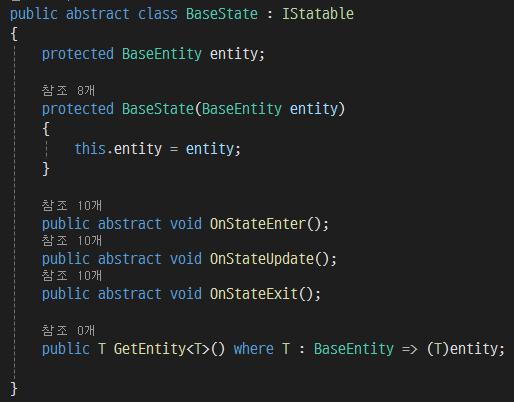 public abstract class BaseState : IStatable
{
protected BaseEntity entity;
참조 8개
protected BaseState(BaseEntity entity)
{
this.entity = entity;
}
참조 10개
public abstract void OnStateEnter();
참조 10개
public abstract void OnStateUpdate();
참조 10개
public abstract void OnStateExit();
참조 0개
public T GetEntity<T>() where T : BaseEntity => (T)entity;
}